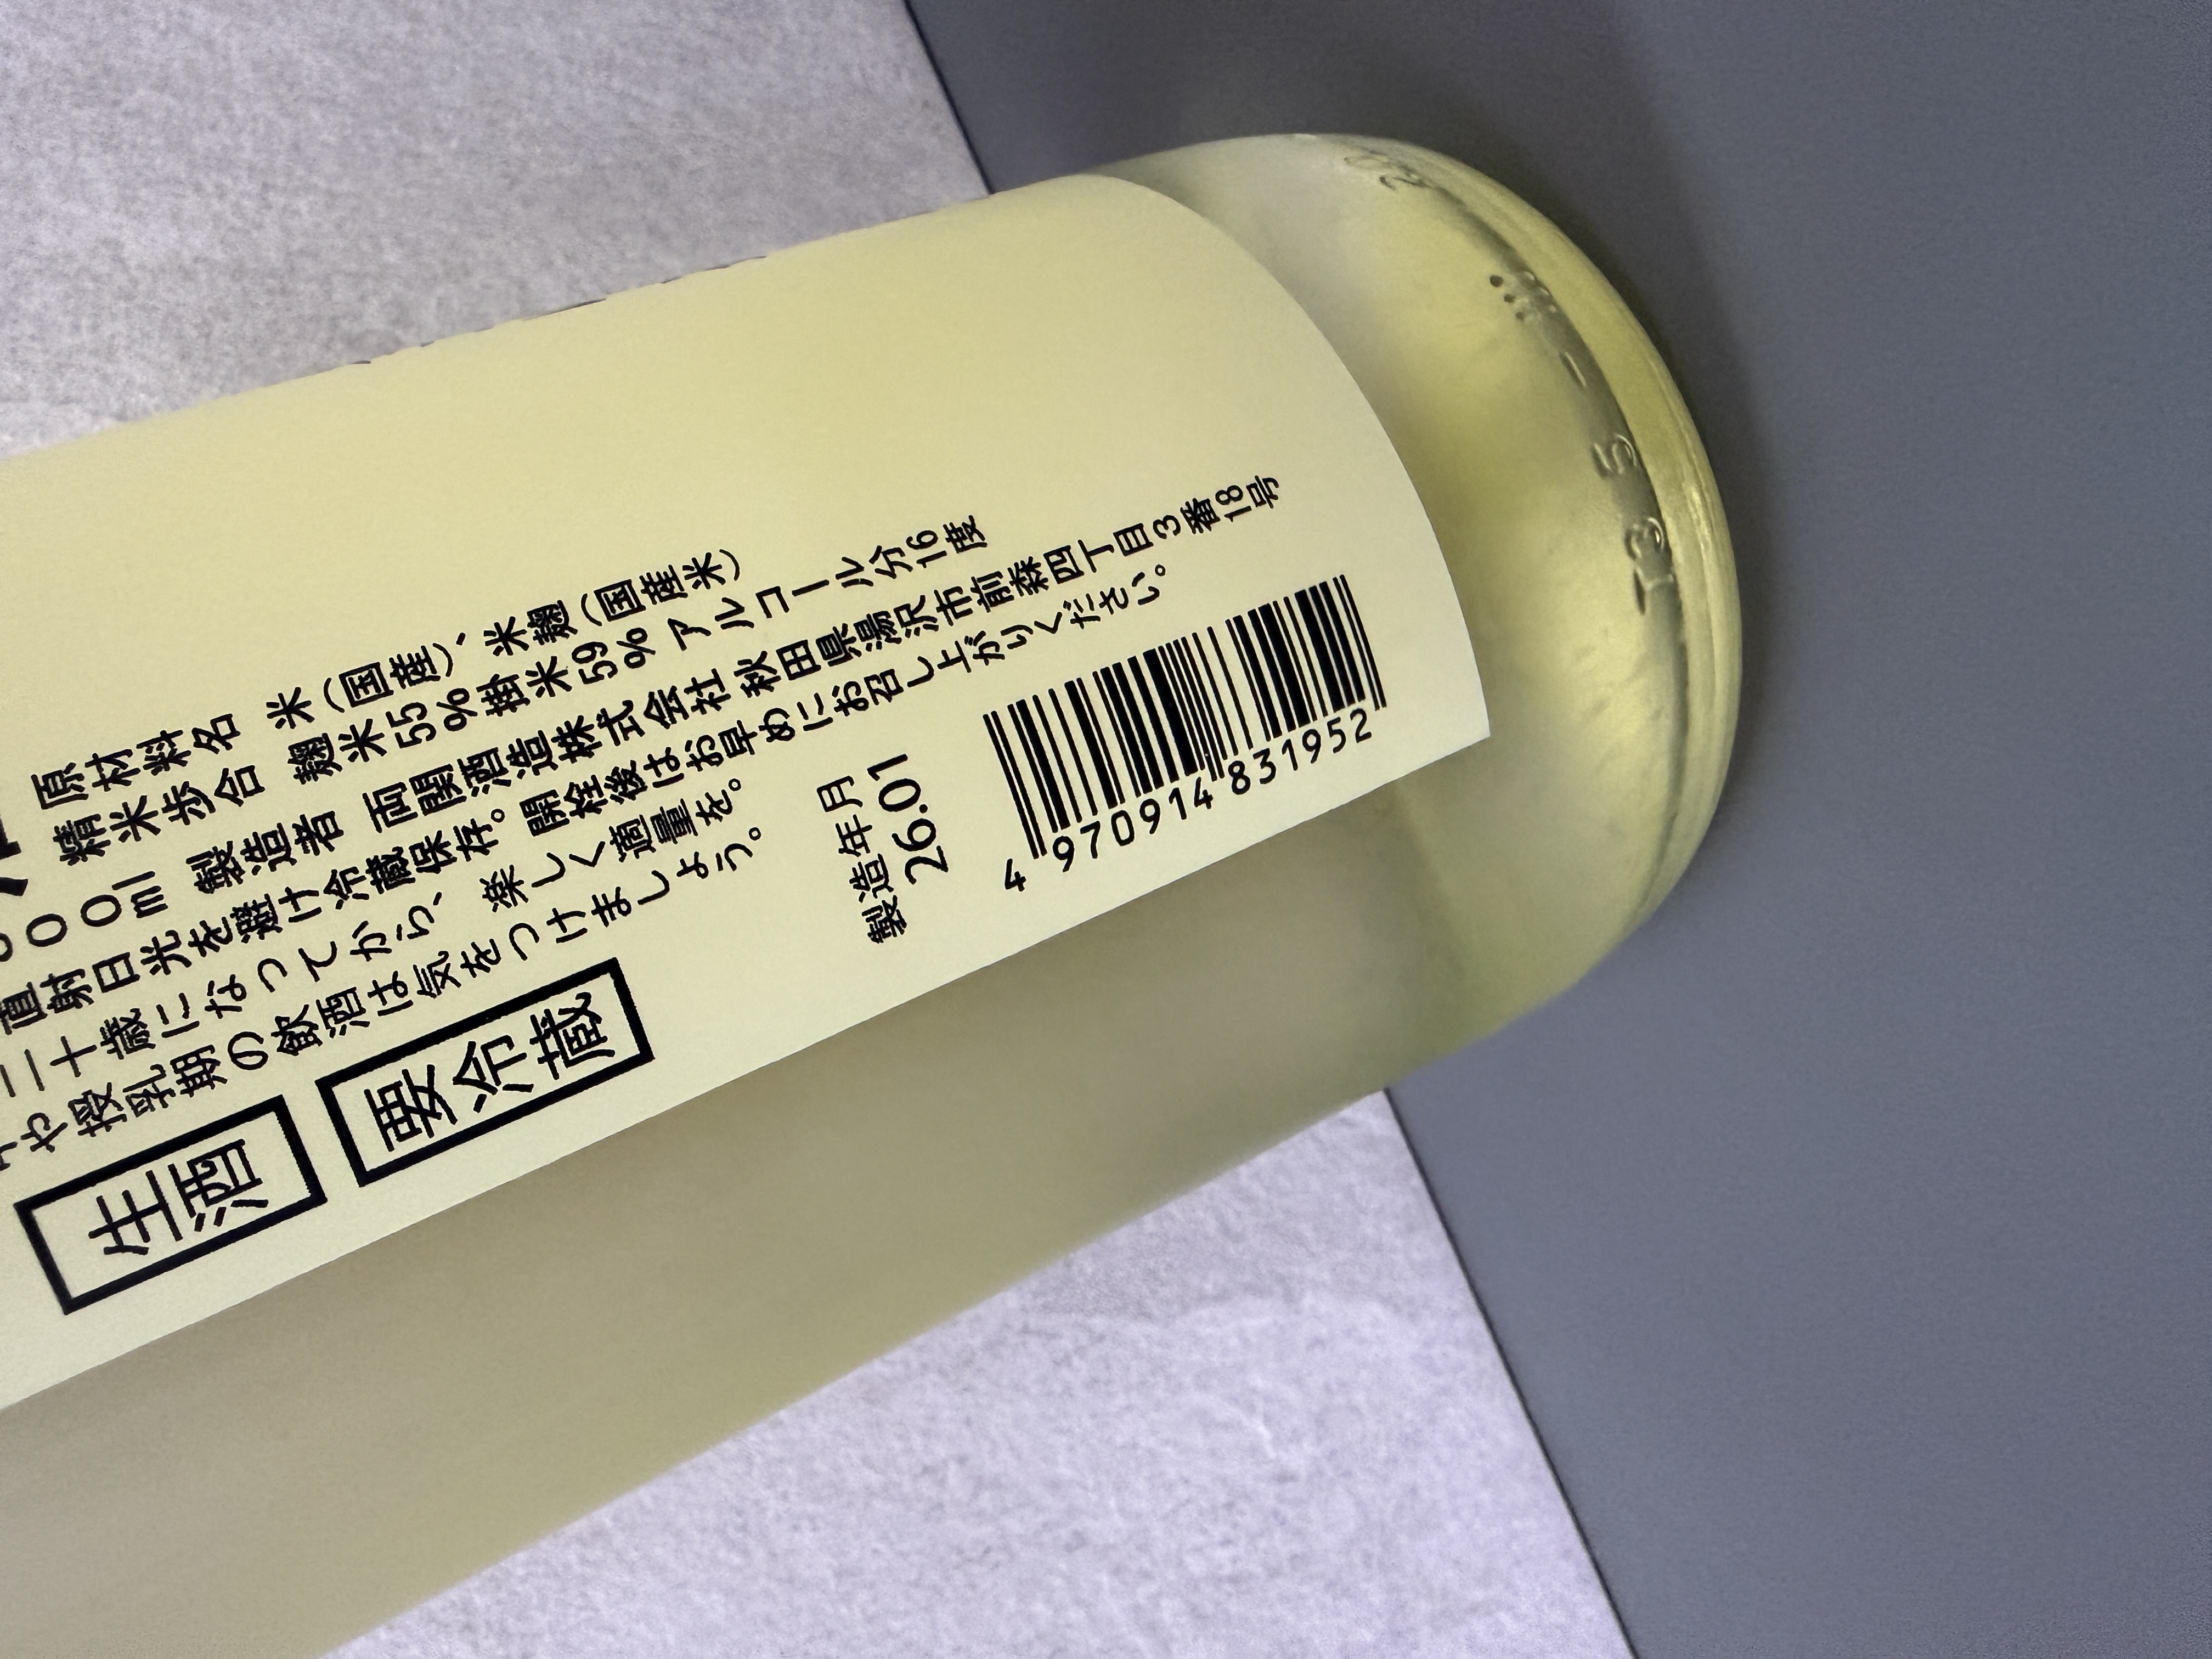 原材料名 米(国産)、米麹(国産米)
精米歩合 麹米55%掛米59% アルコール分16度
00ml 製造者 両関酒造株式会社 秋田県湯沢市前森四丁目3番18号
直射日光を避け冷蔵保存。開栓後はお早めにお召し上がりください。
二十歳になってから、楽しく適量を。
や授乳期の飲酒は気をつけましょう。
生酒
要冷蔵
製造年月
26.01
4 970914 831952
13 5 -